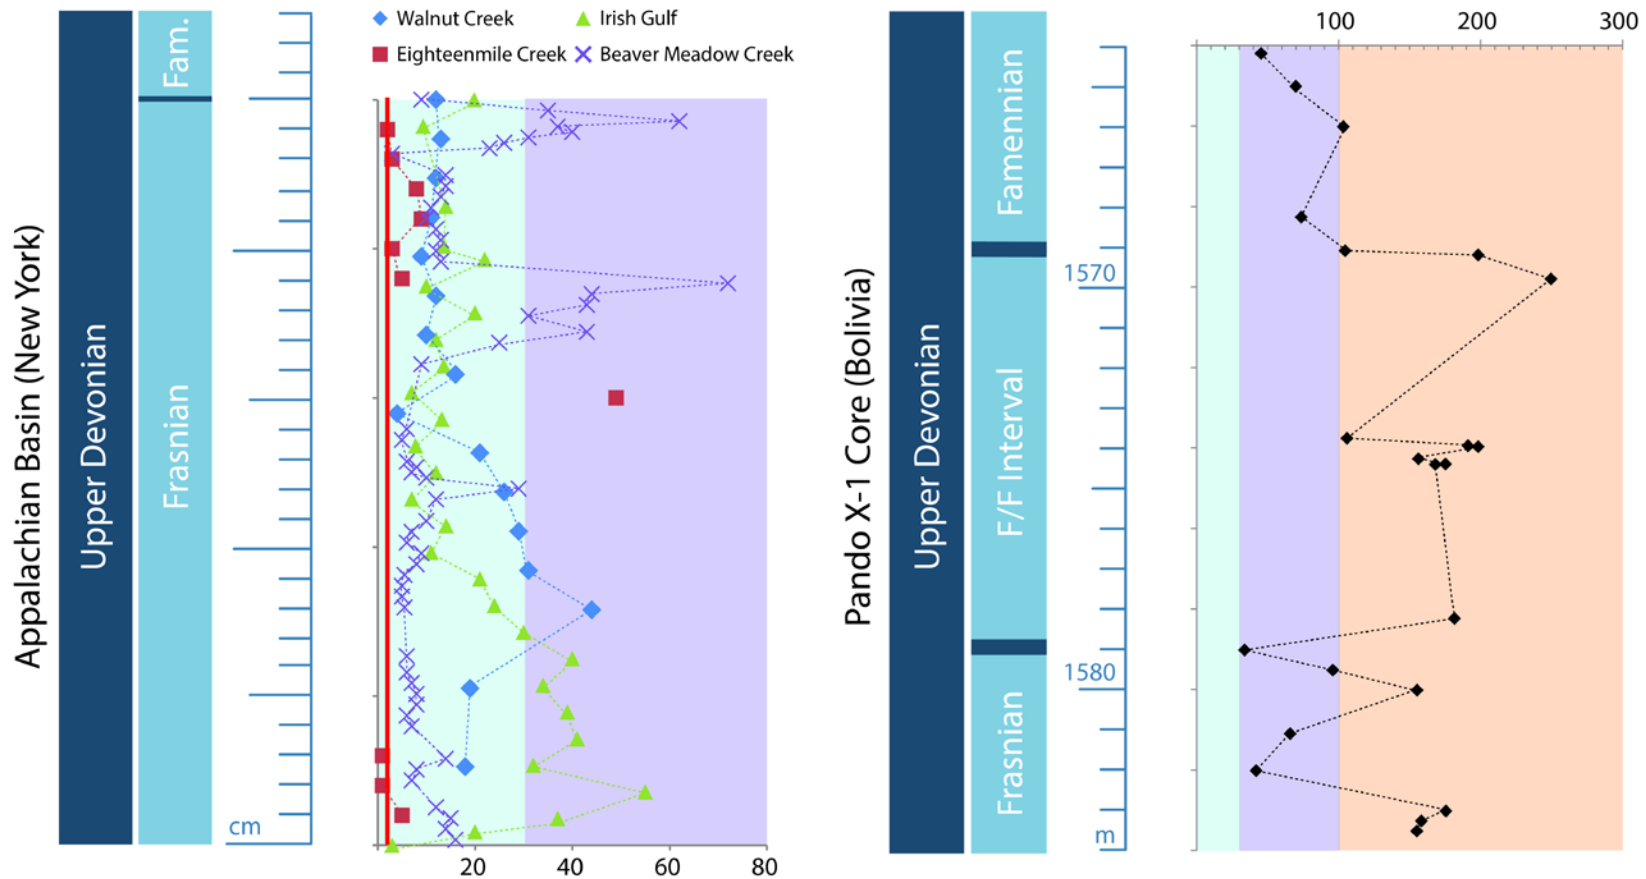 Walnut Creek
Irish Gulf
Eighteenmile Creek
Beaver Meadow Creek
Appalachian Basin (New York)
Upper Devonian
Fam.
Frasnian
cm
20 40 60 80
Pando X-1 Core (Bolivia)
Upper Devonian
Famennian
F/F Interval
Frasnian
1570
1580
m
100 200 300